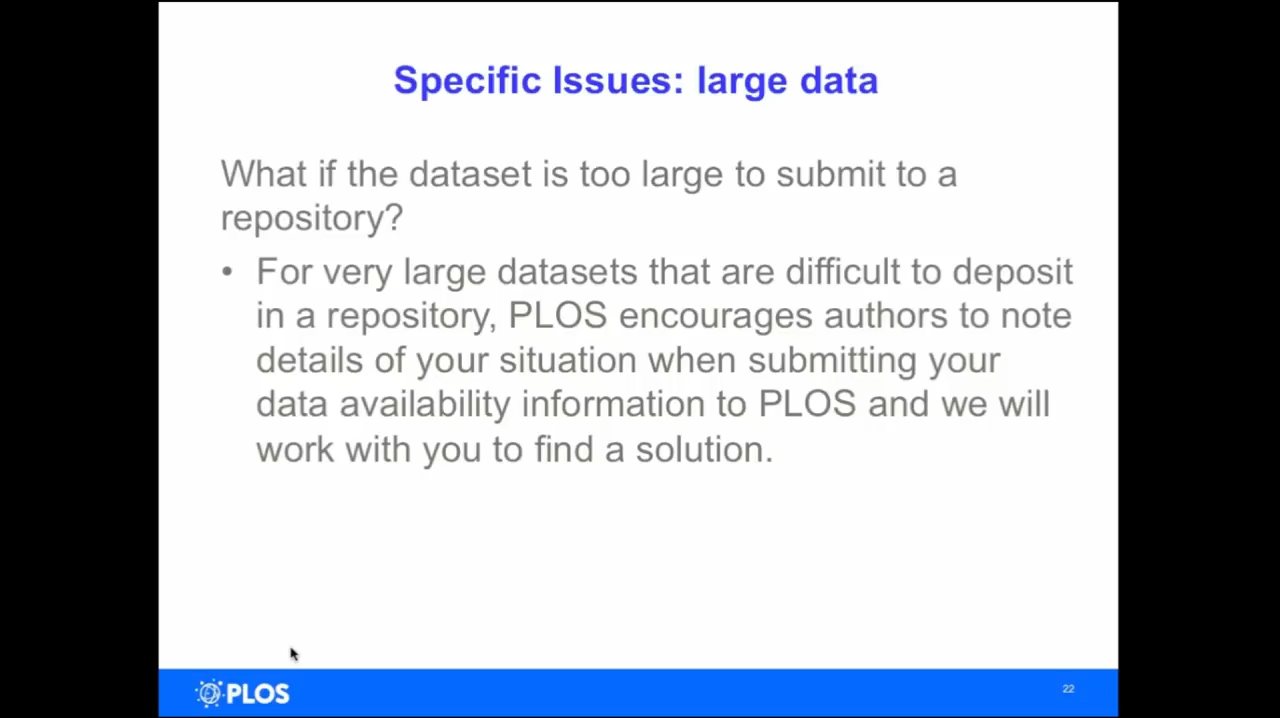 Specific Issues: large data
What if the dataset is too large to submit to a
repository?
• For very large datasets that are difficult to deposit
in a repository, PLOS encourages authors to note
details of your situation when submitting your
data availability information to PLOS and we will
work with you to find a solution.
PLOS
22